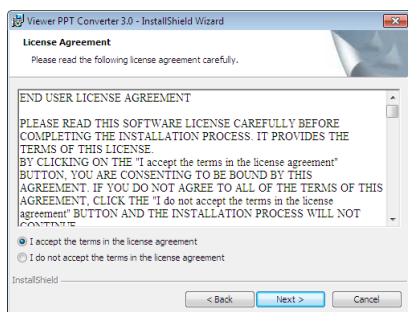 Viewer PPT Converter 3.0 - InstallShield Wizard
License Agreement
Please read the following license agreement carefully.
END USER LICENSE AGREEMENT
PLEASE READ THIS SOFTWARE LICENSE CAREFULLY BEFORE
COMPLETING THE INSTALLATION PROCESS. IT PROVIDES THE
TERMS OF THIS LICENSE.
BY CLICKING ON THE "I accept the terms in the license agreement"
BUTTON, YOU ARE CONSENTING TO BE BOUND BY THIS
AGREEMENT. IF YOU DO NOT AGREE TO ALL OF THE TERMS OF THIS
AGREEMENT, CLICK THE "I do not accept the terms in the license
agreement" BUTTON AND THE INSTALLATION PROCESS WILL NOT
CONTINUE.
I accept the terms in the license agreement
I do not accept the terms in the license agreement
InstallShield
< Back Next > Cancel